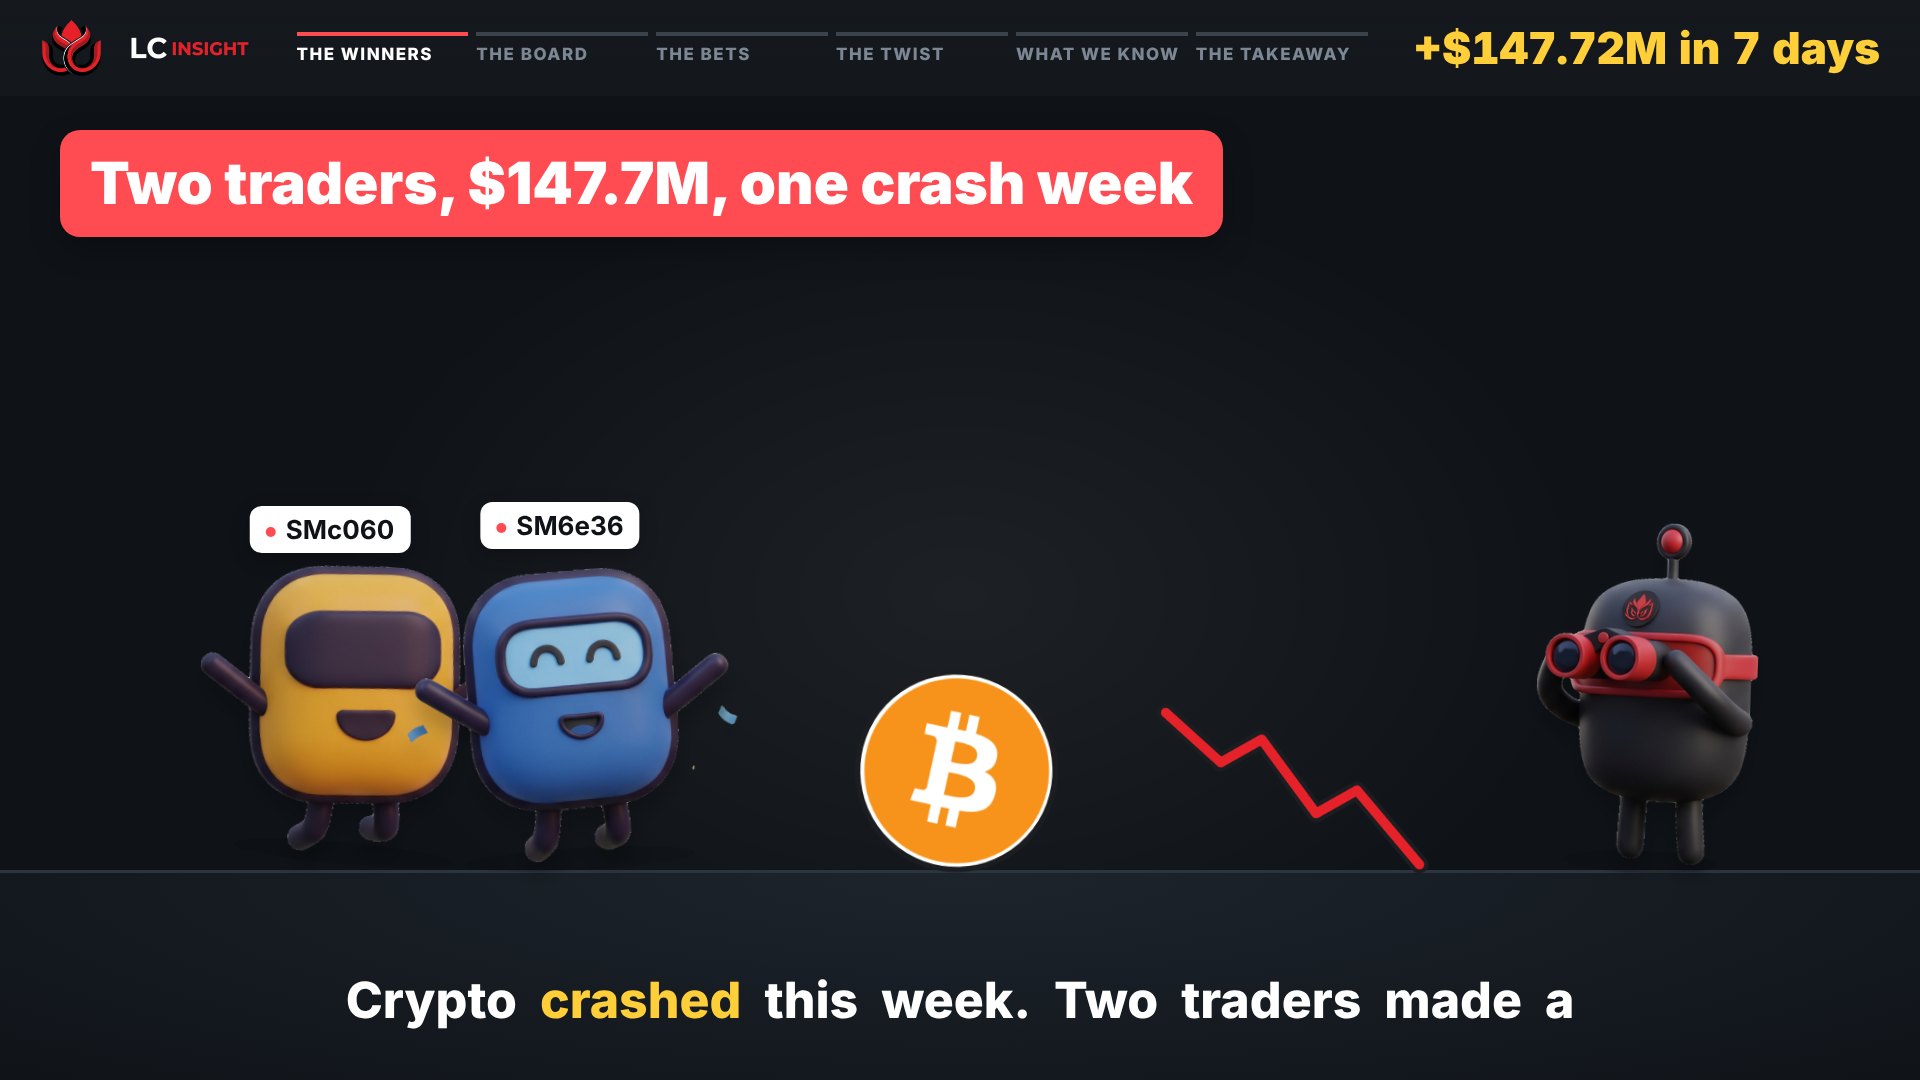 LC INSIGHT
THE WINNERS
THE BOARD
THE BETS
THE TWIST
WHAT WE KNOW
THE TAKEAWAY
+$147.72M in 7 days
Two traders, $147.7M, one crash week
SMc060
SM6e36
Crypto crashed this week. Two traders made a